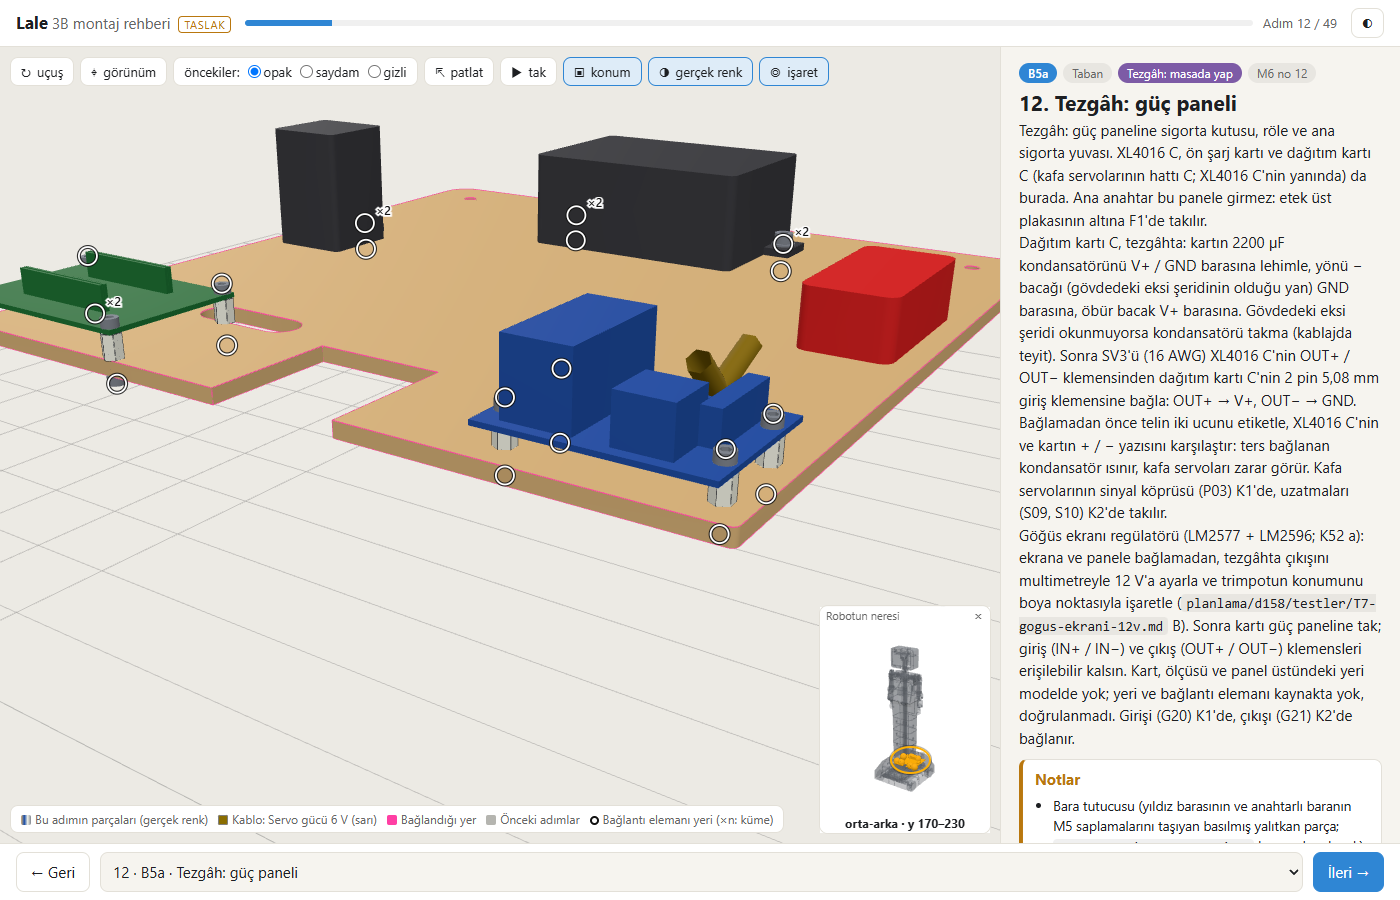 Lale 3B montaj rehberi TASLAK
Adım 12 / 49
↻ uçuş
⌖ görünüm
öncekiler: opak saydam gizli
⇱ patlat
▶ tak
▣ konum
◑ gerçek renk
◎ işaret
×2
×2
×2
×2
Robotun neresi ×
orta-arka · y 170–230
Bu adımın parçaları (gerçek renk) Kablo: Servo gücü 6 V (sarı) Bağlandığı yer Önceki adımlar Bağlantı elemanı yeri (×n: küme)
B5a Taban Tezgâh: masada yap M6 no 12
12. Tezgâh: güç paneli
Tezgâh: güç paneline sigorta kutusu, röle ve ana
sigorta yuvası. XL4016 C, ön şarj kartı ve dağıtım kartı
C (kafa servolarının hattı C; XL4016 C'nin yanında) da
burada. Ana anahtar bu panele girmez: etek üst
plakasının altına F1'de takılır.
Dağıtım kartı C, tezgâhta: kartın 2200 µF
kondansatörünü V+ / GND barasına lehimle, yönü −
bacağı (gövdedeki eksi şeridinin olduğu yan) GND
barasına, öbür bacak V+ barasına. Gövdedeki eksi
şeridi okunmuyorsa kondansatörü takma (kablajda
teyit). Sonra SV3'ü (16 AWG) XL4016 C'nin OUT+ /
OUT− klemensinden dağıtım kartı C'nin 2 pin 5,08 mm
giriş klemensine bağla: OUT+ → V+, OUT− → GND.
Bağlamadan önce telin iki ucunu etiketle, XL4016 C'nin
ve kartın + / − yazısını karşılaştır: ters bağlanan
kondansatör ısınır, kafa servoları zarar görür. Kafa
servolarının sinyal köprüsü (P03) K1'de, uzatmaları
(S09, S10) K2'de takılır.
Göğüs ekranı regülatörü (LM2577 + LM2596; K52 a):
ekrana ve panele bağlamadan, tezgâhta çıkışını
multimetreyle 12 V'a ayarla ve trimpotun konumunu
boya noktasıyla işaretle ( planlama/d158/testler/T7-
gogus-ekrani-12v.md B). Sonra kartı güç paneline tak;
giriş (IN+ / IN−) ve çıkış (OUT+ / OUT−) klemensleri
erişilebilir kalsın. Kart, ölçüsü ve panel üstündeki yeri
modelde yok; yeri ve bağlantı elemanı kaynakta yok,
doğrulanmadı. Girişi (G20) K1'de, çıkışı (G21) K2'de
bağlanır.
Notlar
• Bara tutucusu (yıldız barasının ve anahtarlı baranın
M5 saplamalarını taşıyan basılmış yalıtkan parça;
← Geri
12 · B5a · Tezgâh: güç paneli
İleri →